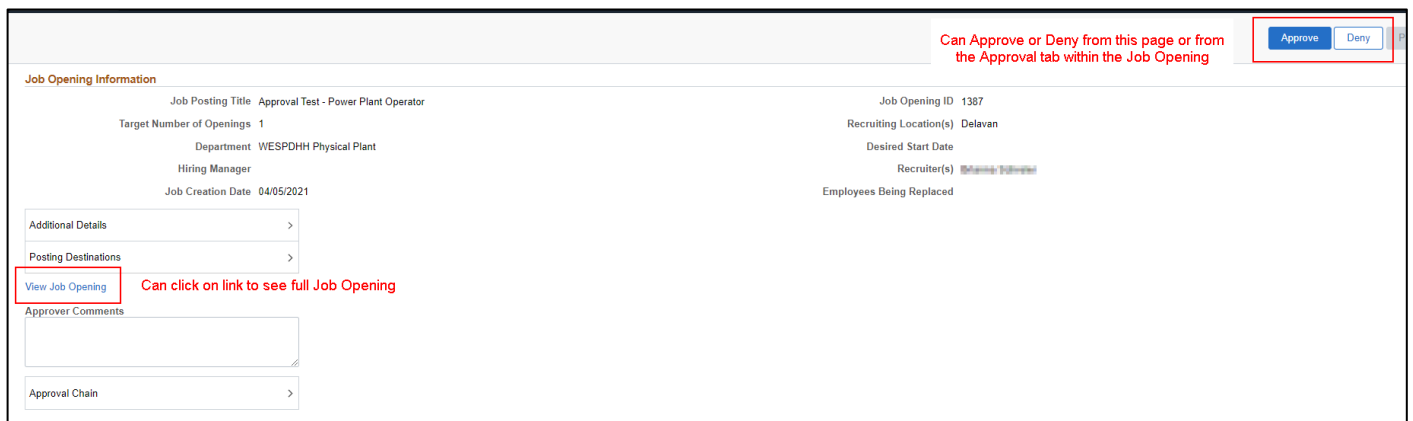 Can Approve or Deny from this page or from
the Approval tab within the Job Opening
Approve Deny P
Job Opening Information
Job Posting Title Approval Test - Power Plant Operator
Job Opening ID 1387
Target Number of Openings 1
Recruiting Location(s) Delavan
Department WESPDHH Physical Plant
Desired Start Date
Hiring Manager
Recruiter(s)
Job Creation Date 04/05/2021
Employees Being Replaced
Additional Details
Posting Destinations
View Job Opening
Can click on link to see full Job Opening
Approver Comments
Approval Chain